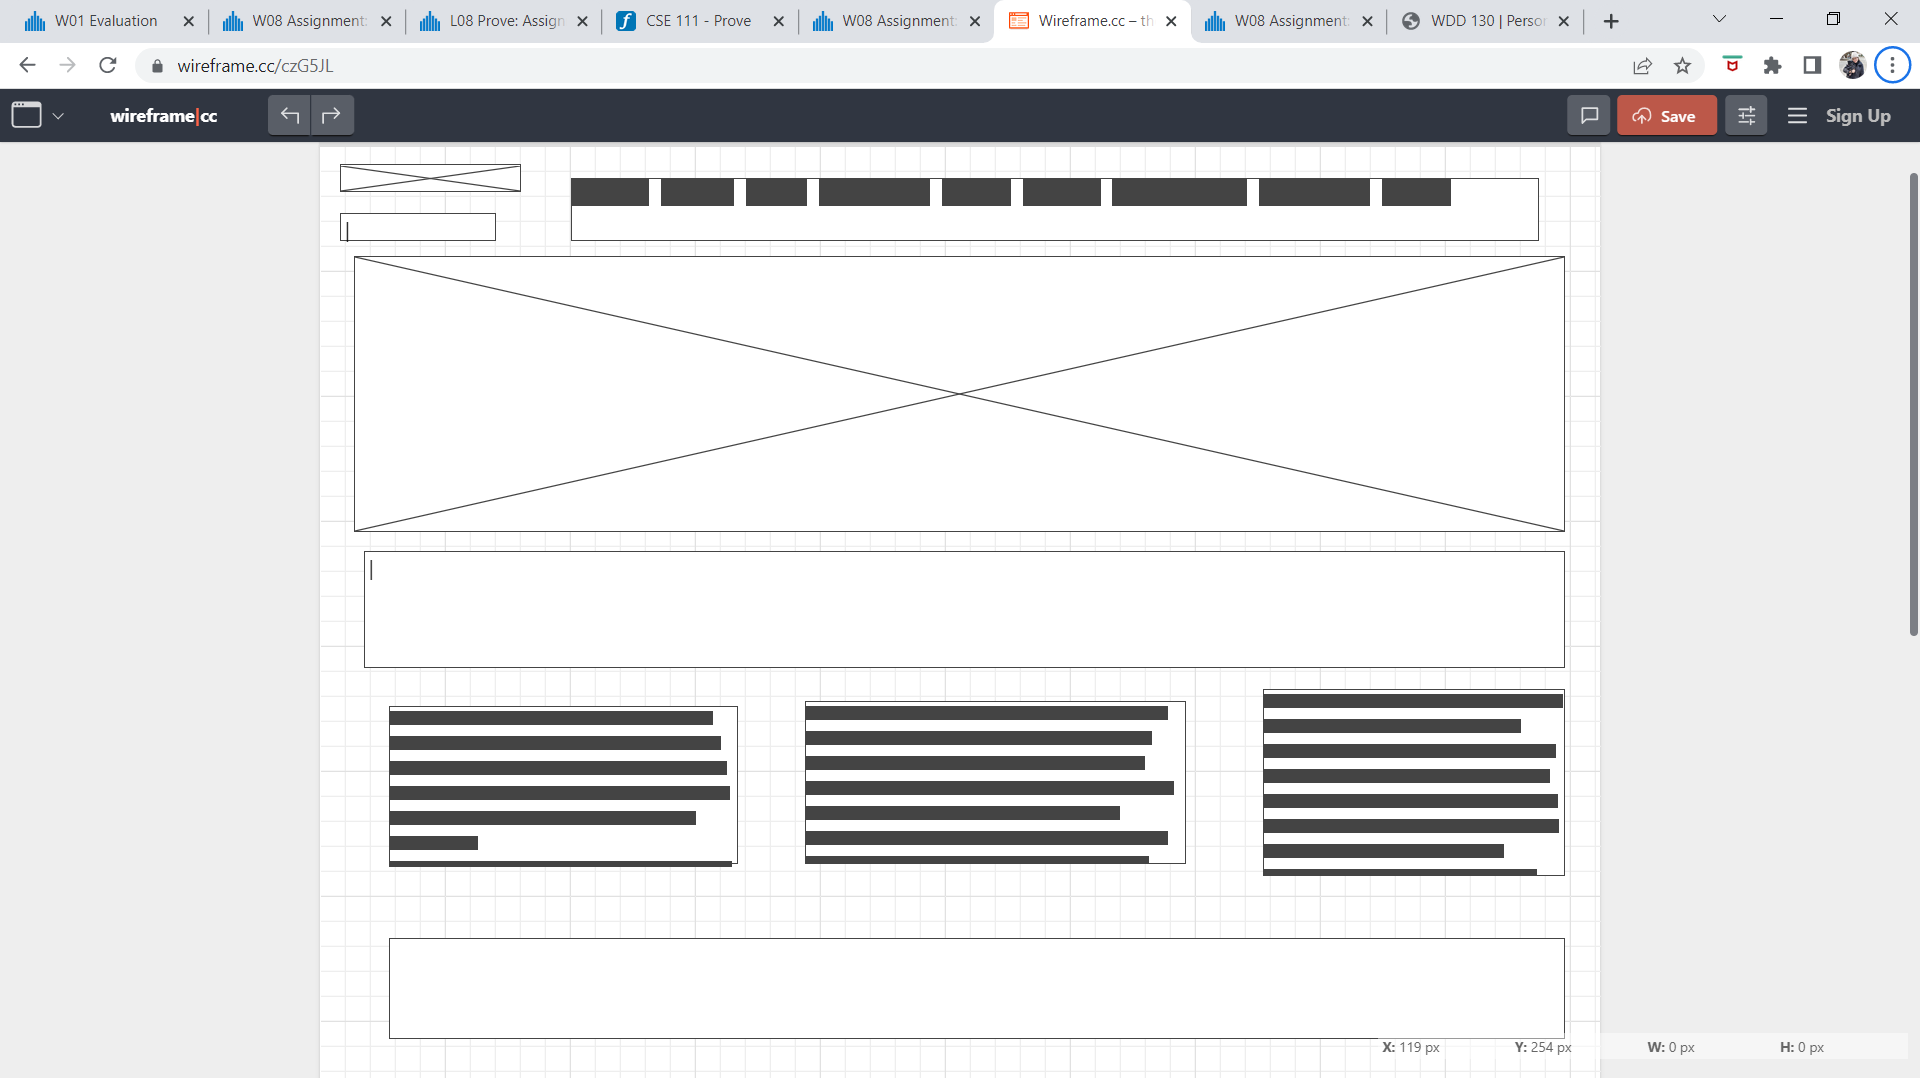 W01 Evaluation
W08 Assignment:
L08 Prove: Assign
CSE 111 - Prove
W08 Assignment:
Wireframe.cc – th
W08 Assignment:
WDD 130 | Person
wireframe.cc/czG5JL
wireframe|cc
Save
Sign Up
X: 119 px Y: 254 px W: 0 px H: 0 px